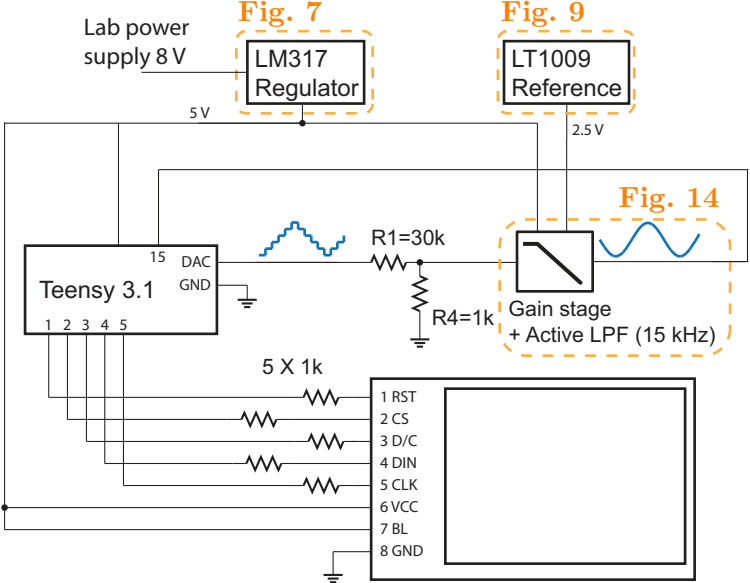 Fig. 7
Fig. 9
Lab power
supply 8 V
LM317
Regulator
LT1009
Reference
5 V
2.5 V
Fig. 14
15
DAC
GND
Teensy 3.1
1 2 3 4 5
R1=30k
R4=1k
Gain stage
+ Active LPF (15 kHz)
5 X 1k
1 RST
2 CS
3 D/C
4 DIN
5 CLK
6 VCC
7 BL
8 GND